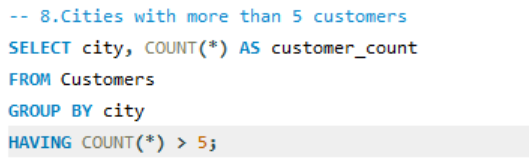 -- 8.Cities with more than 5 customers
SELECT city, COUNT(*) AS customer_count
FROM Customers
GROUP BY city
HAVING COUNT(*) > 5;